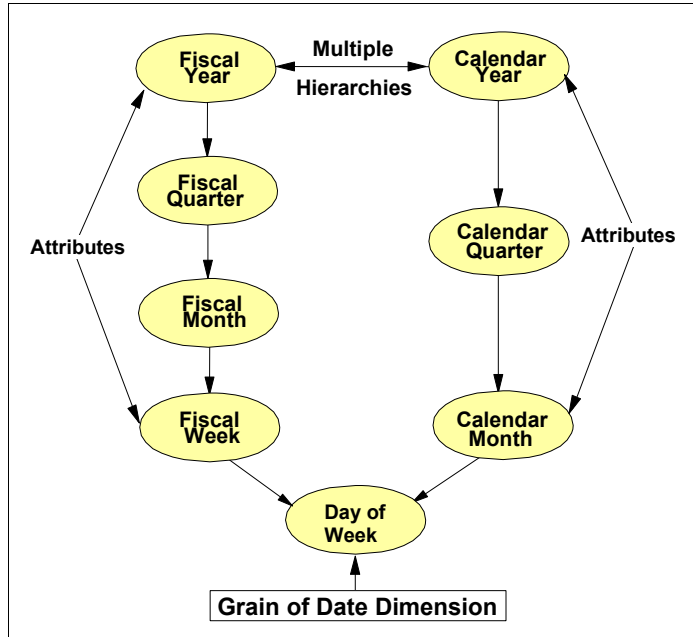 Fiscal
Year
Multiple
Hierarchies
Calendar
Year
Fiscal
Quarter
Calendar
Quarter
Attributes
Attributes
Fiscal
Month
Fiscal
Week
Calendar
Month
Day of
Week
Grain of Date Dimension